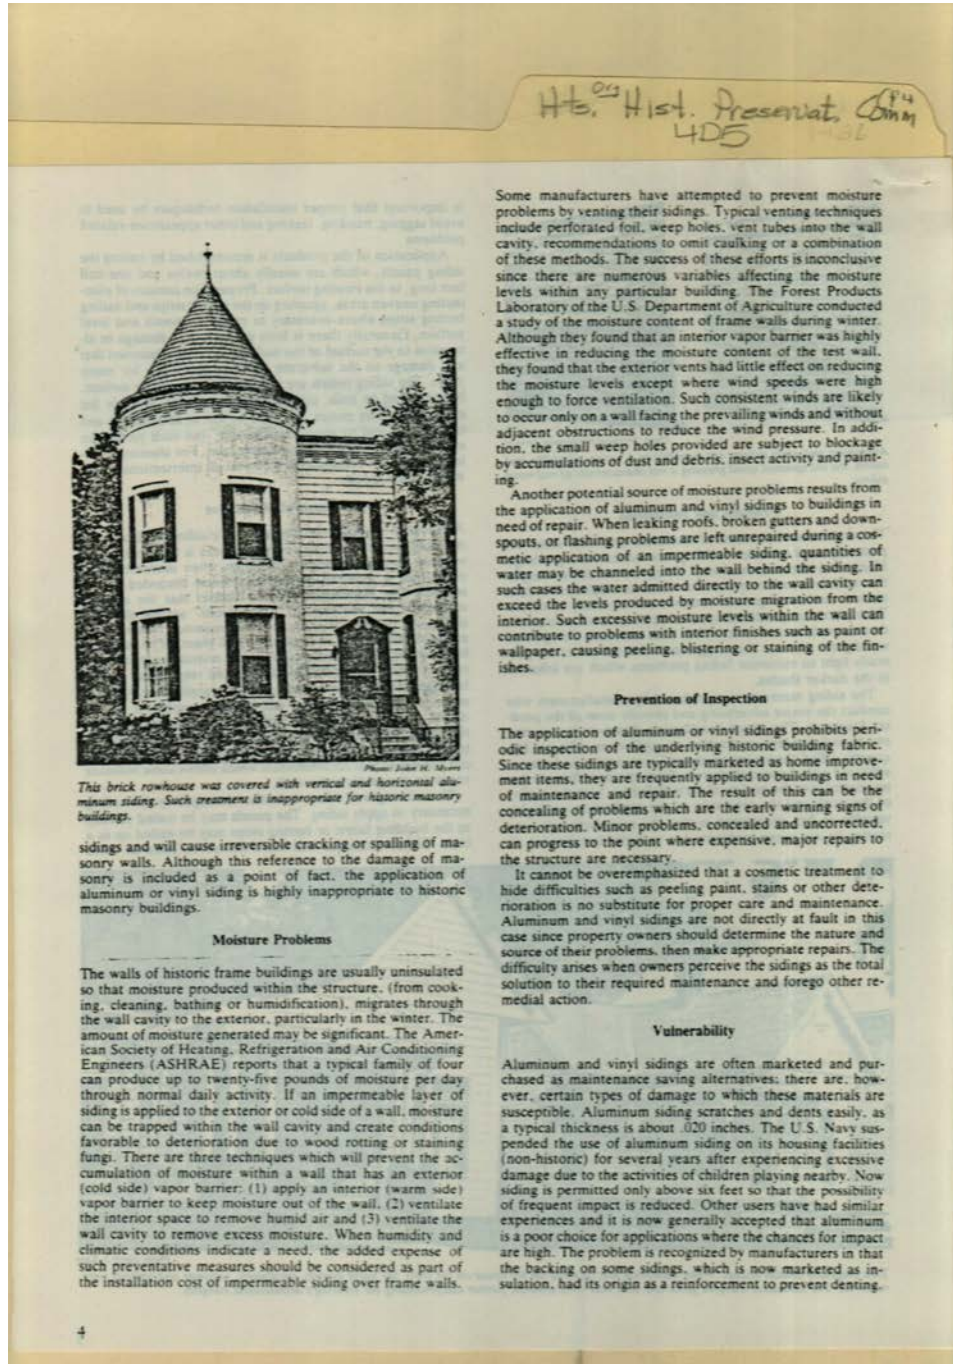 Hts. Org Hist. Preservat. Comm
4D5
Some manufacturers have attempted to prevent moisture
problems by venting their sidings. Typical venting techniques
include perforated foil, weep holes, vent tubes into the wall
cavity, recommendations to omit caulking or a combination
of these methods. The success of these efforts is inconclusive
since there are numerous variables affecting the moisture
levels within any particular building. The Forest Products
Laboratory of the U.S. Department of Agriculture conducted
a study of the moisture content of frame walls during winter.
Although they found that an interior vapor barrier was highly
effective in reducing the moisture content of the test wall,
they found that the exterior vents had little effect on reducing
the moisture levels except where wind speeds were high
enough to force ventilation. Such consistent winds are likely
to occur only on a wall facing the prevailing winds and without
adjacent obstructions to reduce the wind pressure. In addi-
tion, the small weep holes provided are subject to blockage
by accumulations of dust and debris, insect activity and paint-
ing.
Another potential source of moisture problems results from
the application of aluminum and vinyl sidings to buildings in
need of repair. When leaking roofs, broken gutters and down-
spouts, or flashing problems are left unrepaired during a cos-
metic application of an impermeable siding, quantities of
water may be channeled into the wall behind the siding. In
such cases the water admitted directly to the wall cavity can
exceed the levels produced by moisture migration from the
interior. Such excessive moisture levels within the wall can
contribute to problems with interior finishes such as paint or
wallpaper, causing peeling, blistering or staining of the fin-
ishes.
Prevention of Inspection
The application of aluminum or vinyl sidings prohibits peri-
odic inspection of the underlying historic building fabric.
Since these sidings are typically marketed as home improve-
ment items, they are frequently applied to buildings in need
of maintenance and repair. The result of this can be the
concealing of problems which are the early warning signs of
deterioration. Minor problems, concealed and uncorrected,
can progress to the point where expensive, major repairs to
the structure are necessary.
It cannot be overemphasized that a cosmetic treatment to
hide difficulties such as peeling paint, stains or other dete-
rioration is no substitute for proper care and maintenance.
Aluminum and vinyl sidings are not directly at fault in this
case since property owners should determine the nature and
source of their problems, then make appropriate repairs. The
difficulty arises when owners perceive the sidings as the total
solution to their required maintenance and forego other re-
medial action.
Vulnerability
Aluminum and vinyl sidings are often marketed and pur-
chased as maintenance saving alternatives; there are, how-
ever, certain types of damage to which these materials are
susceptible. Aluminum siding scratches and dents easily, as
a typical thickness is about .020 inches. The U.S. Navy sus-
pended the use of aluminum siding on its housing facilities
(non-historic) for several years after experiencing excessive
damage due to the activities of children playing nearby. Now
siding is permitted only above six feet so that the possibility
of frequent impact is reduced. Other users have had similar
experiences and it is now generally accepted that aluminum
is a poor choice for applications where the chances for impact
are high. The problem is recognized by manufacturers in that
the backing on some sidings, which is now marketed as in-
sulation, had its origin as a reinforcement to prevent denting.
Photo: John H. Myers
This brick rowhouse was covered with vertical and horizontal alu-
minum siding. Such treatment is inappropriate for historic masonry
buildings.
sidings and will cause irreversible cracking or spalling of ma-
sonry walls. Although this reference to the damage of ma-
sonry is included as a point of fact, the application of
aluminum or vinyl siding is highly inappropriate to historic
masonry buildings.
Moisture Problems
The walls of historic frame buildings are usually uninsulated
so that moisture produced within the structure, (from cook-
ing, cleaning, bathing or humidification), migrates through
the wall cavity to the exterior, particularly in the winter. The
amount of moisture generated may be significant. The Amer-
ican Society of Heating, Refrigeration and Air Conditioning
Engineers (ASHRAE) reports that a typical family of four
can produce up to twenty-five pounds of moisture per day
through normal daily activity. If an impermeable layer of
siding is applied to the exterior or cold side of a wall, moisture
can be trapped within the wall cavity and create conditions
favorable to deterioration due to wood rotting or staining
fungi. There are three techniques which will prevent the ac-
cumulation of moisture within a wall that has an exterior
(cold side) vapor barrier: (1) apply an interior (warm side)
vapor barrier to keep moisture out of the wall, (2) ventilate
the interior space to remove humid air and (3) ventilate the
wall cavity to remove excess moisture. When humidity and
climatic conditions indicate a need, the added expense of
such preventative measures should be considered as part of
the installation cost of impermeable siding over frame walls.
4